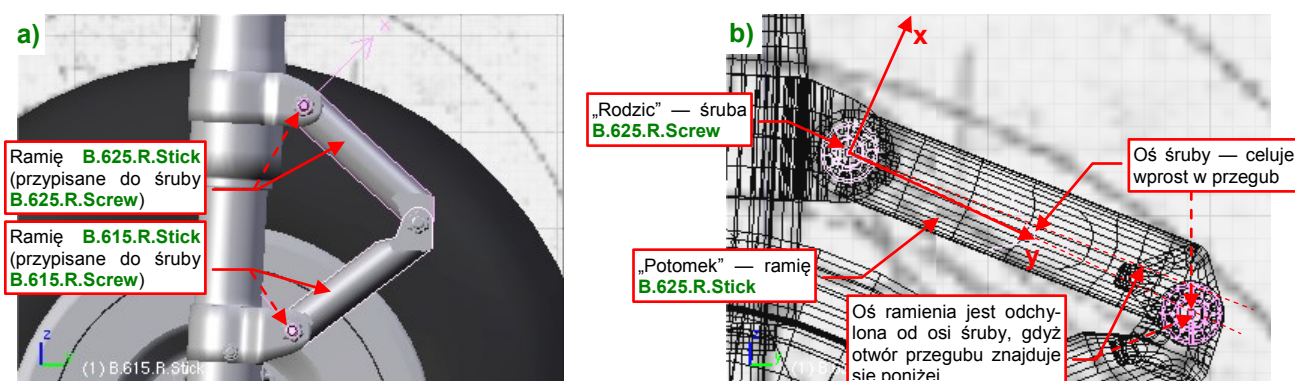 a)
x
Ramię B.625.R.Stick
(przypisane do śruby
B.625.R.Screw)
Ramię B.615.R.Stick
(przypisane do śruby
B.615.R.Screw)
z
y
(1) B.615.R.Stick
b)
x
„Rodzic” — śruba
B.625.R.Screw
Oś śruby — celuje
wprost w przegub
y
„Potomek” — ramię
B.625.R.Stick
Oś ramienia jest odchy-
lona od osi śruby, gdyż
otwór przegubu znajduje
się poniżej
z
(1) B.